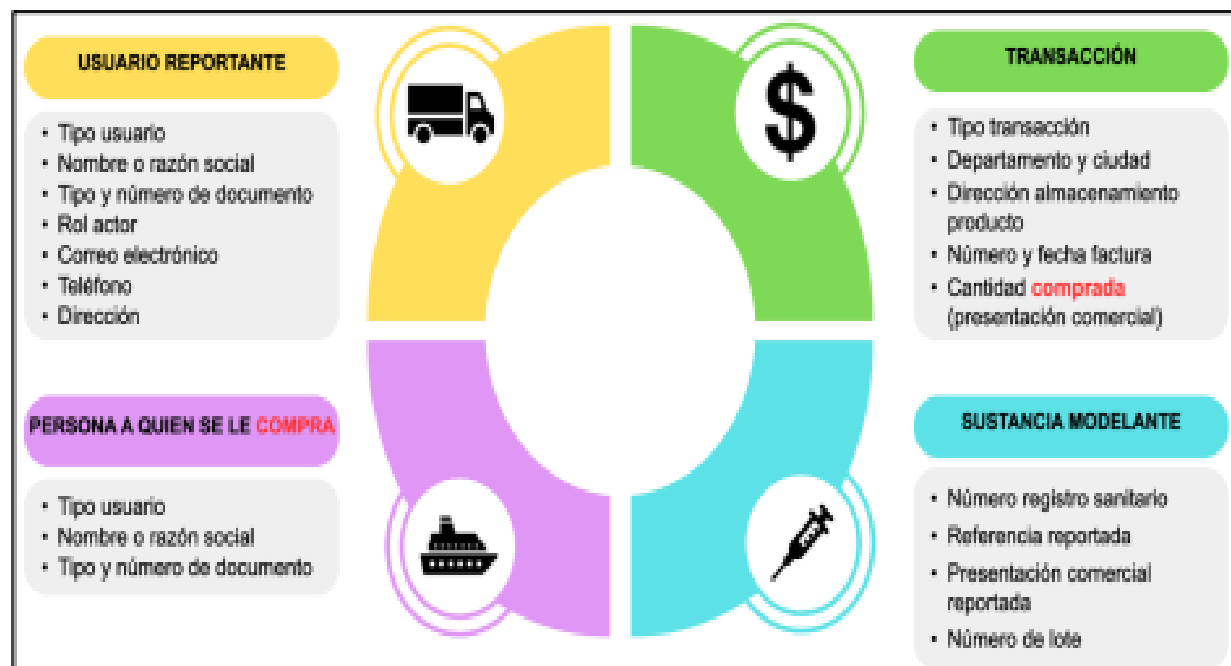 USUARIO REPORTANTE
• Tipo usuario
• Nombre o razón social
• Tipo y número de documento
• Rol actor
• Correo electrónico
• Teléfono
• Dirección
$
TRANSACCIÓN
• Tipo transacción
• Departamento y ciudad
• Dirección almacenamiento
producto
• Número y fecha factura
• Cantidad comprada
(presentación comercial)
PERSONA A QUIEN SE LE COMPRA
• Tipo usuario
• Nombre o razón social
• Tipo y número de documento
SUSTANCIA MODELANTE
• Número registro sanitario
• Referencia reportada
• Presentación comercial
reportada
• Número de lote